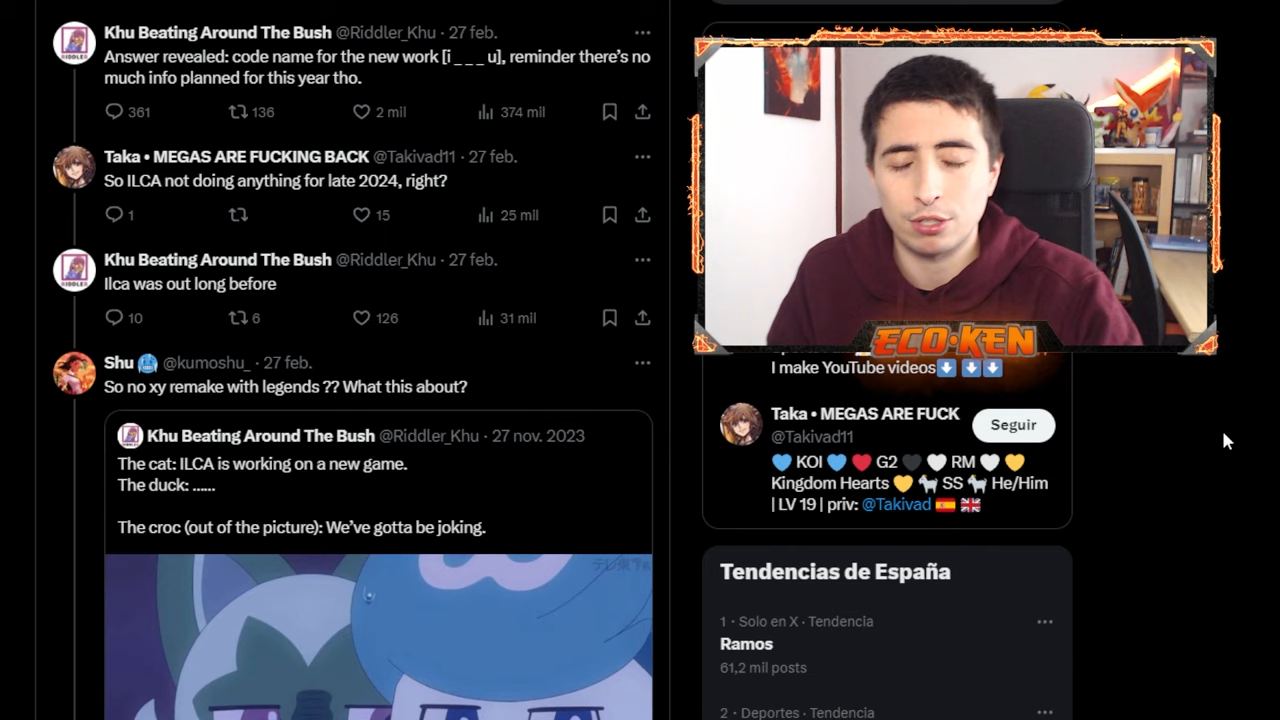 Khu Beating Around The Bush @Riddler_Khu · 27 feb.
Answer revealed: code name for the new work [i _ _ _ u], reminder there's no
much info planned for this year tho.
361 136 2 mil 374 mil
Taka • MEGAS ARE FUCKING BACK @Takivad11 · 27 feb.
So ILCA not doing anything for late 2024, right?
1 15 25 mil
Khu Beating Around The Bush @Riddler_Khu · 27 feb.
Ilca was out long before
10 6 126 31 mil
Shu 🥶 @kumoshu_ · 27 feb.
So no xy remake with legends ?? What this about?
Khu Beating Around The Bush @Riddler_Khu · 27 nov. 2023
The cat: ILCA is working on a new game.
The duck: ......
The croc (out of the picture): We've gotta be joking.
ECO·KEN
I make YouTube videos⬇️ ⬇️⬇️
Taka • MEGAS ARE FUCK
@Takivad11
Seguir
💙 KOI 💙 ❤️ G2 🖤 🤍 RM 🤍 💛
Kingdom Hearts 💛 🐐 SS 🐐 He/Him
| LV 19 | priv: @Takivad 🇪🇸 🇬🇧
Tendencias de España
1 · Solo en X · Tendencia
Ramos
61,2 mil posts
2 · Deportes · Tendencia